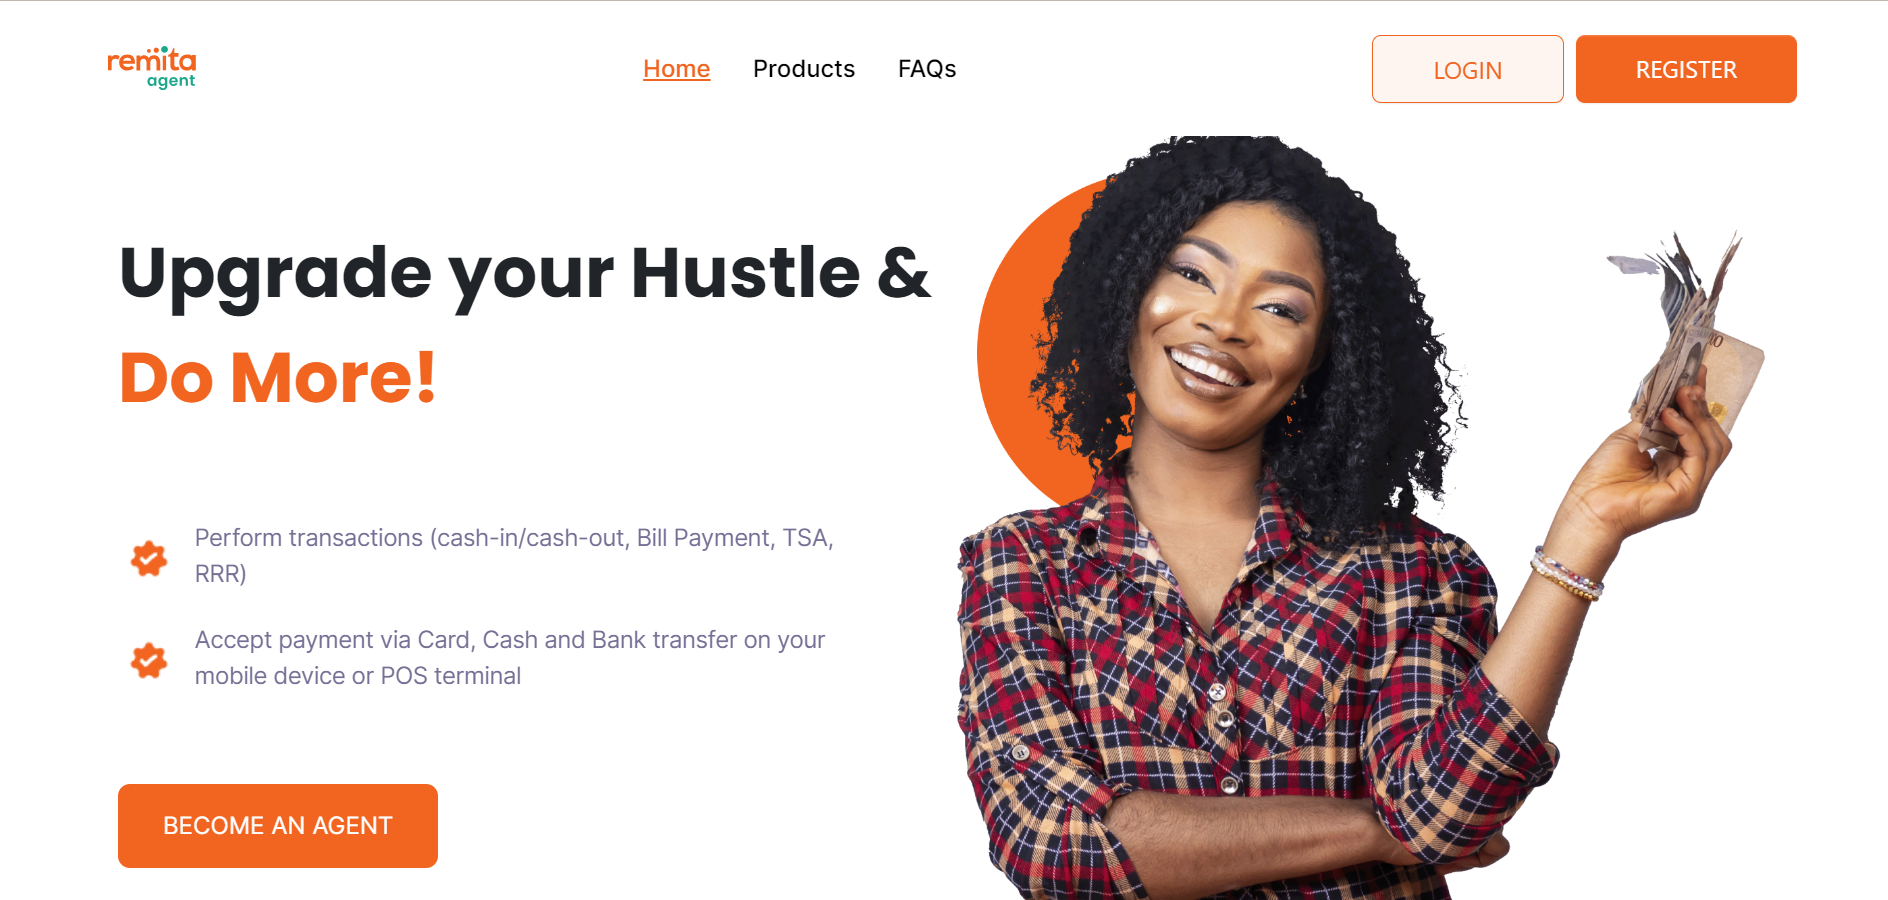 remita
agent
Home
Products
FAQs
LOGIN
REGISTER
Upgrade your Hustle &
Do More!
Perform transactions (cash-in/cash-out, Bill Payment, TSA,
RRR)
Accept payment via Card, Cash and Bank transfer on your
mobile device or POS terminal
BECOME AN AGENT